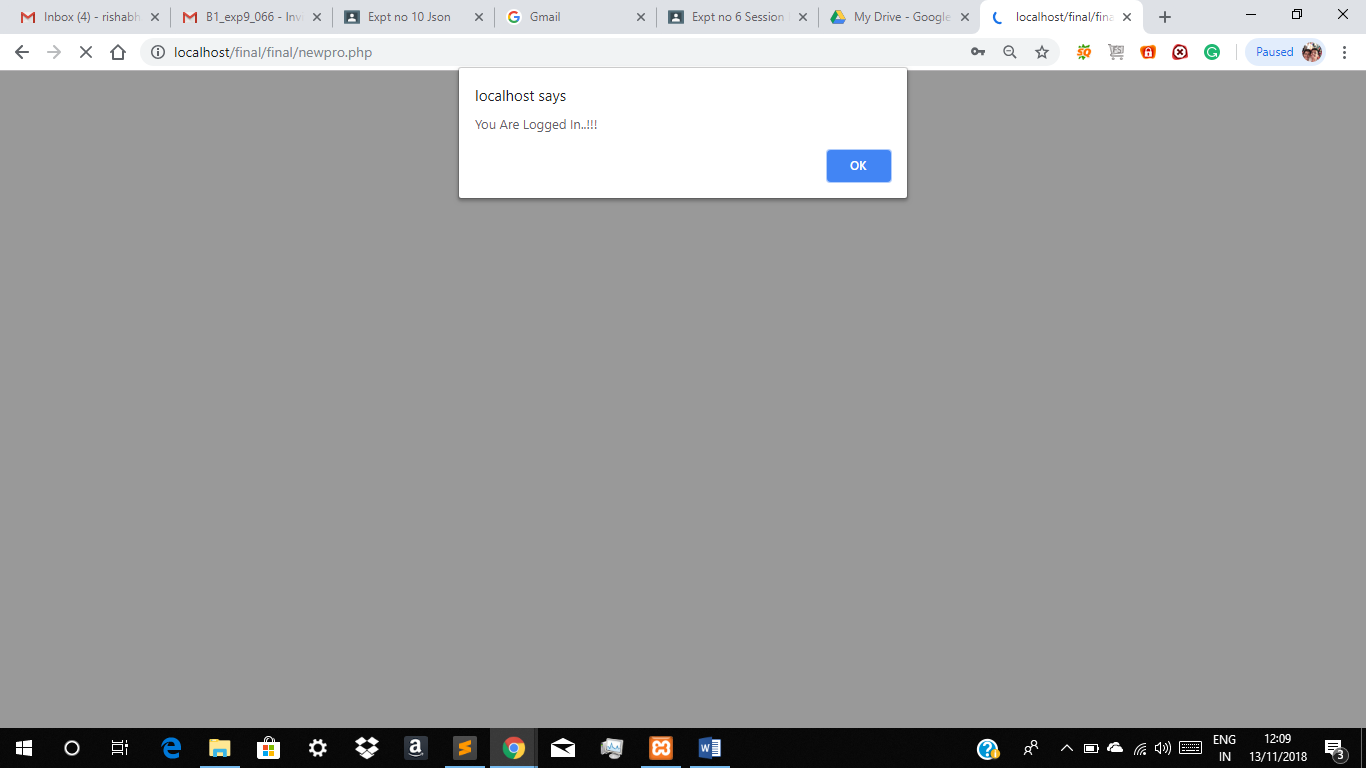 Inbox (4) - rishabh
B1_exp9_066 - Inv
Expt no 10 Json
Gmail
Expt no 6 Session
My Drive - Google
localhost/final/fina
localhost/final/final/newpro.php
Paused
localhost says
You Are Logged In..!!!
OK
ENG
IN
12:09
13/11/2018
3